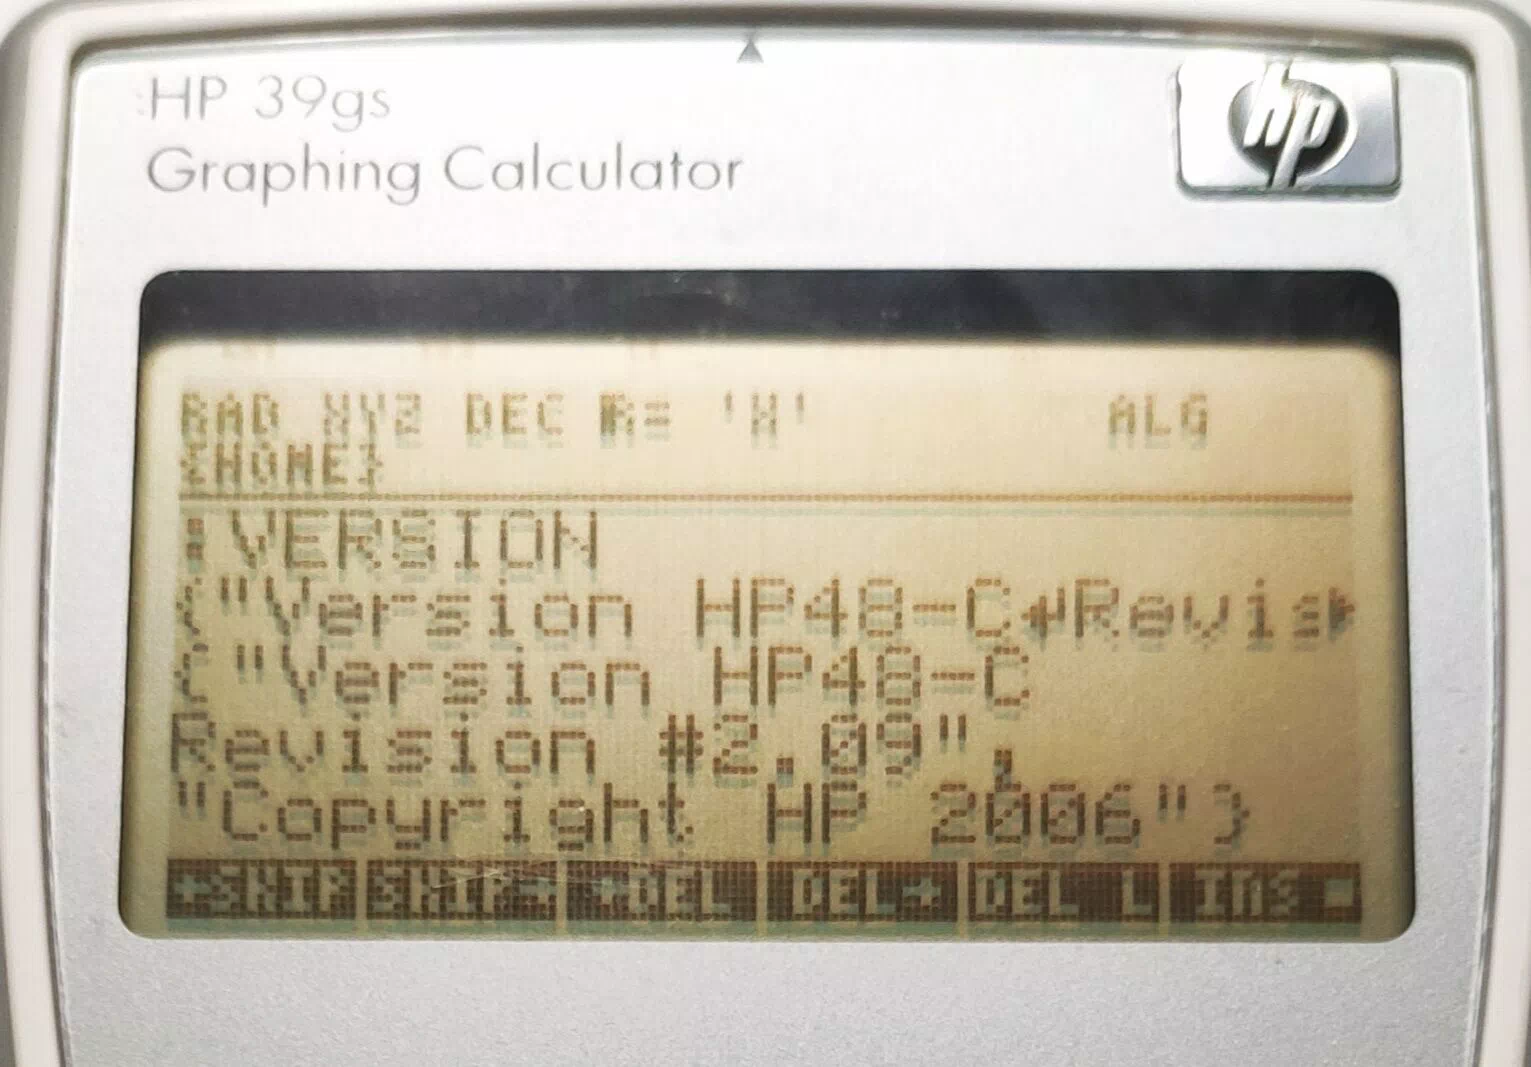 HP 39gs
Graphing Calculator
hp
RAD XYZ DEC R= 'X' ALG
{HOME}
:VERSION
{"Version HP48-C↵Revis▶
{ "Version HP48-C
Revision #2.09",
"Copyright HP 2006"}
←SKIP SKIP→ ←DEL DEL→ DEL L INS ■